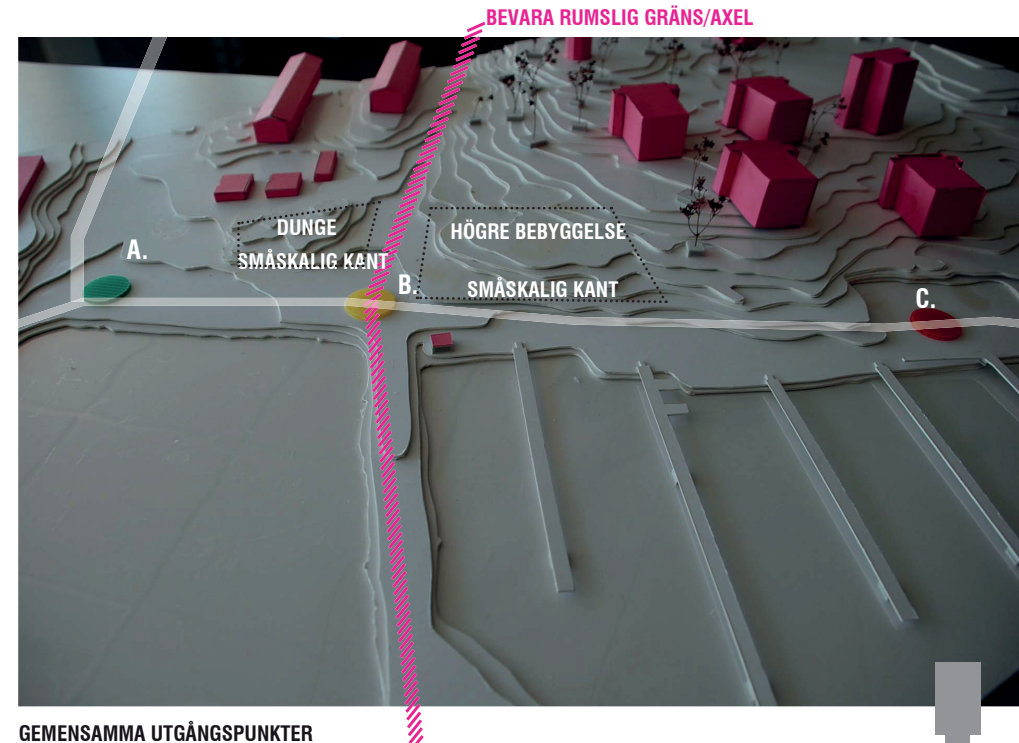 BEVARA RUMSLIG GRÄNS/AXEL
DUNGE
SMÅSKALIG KANT
HÖGRE BEBYGGELSE
SMÅSKALIG KANT
A.
B.
C.
GEMENSAMMA UTGÅNGSPUNKTER